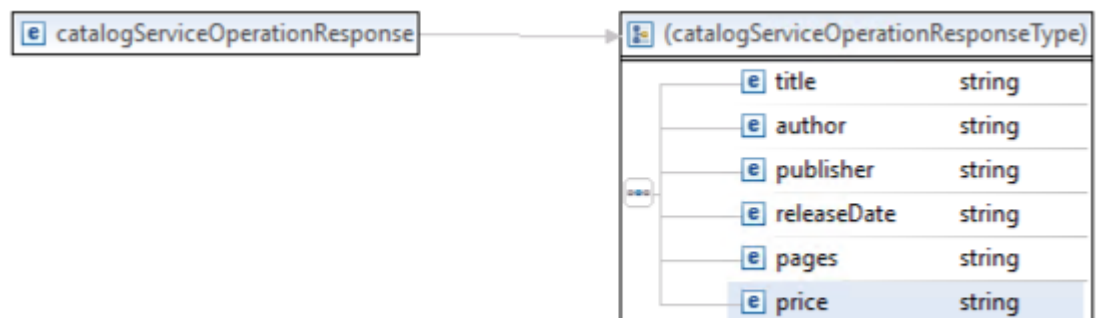 e catalogServiceOperationResponse
e (catalogServiceOperationResponseType)
e title string
e author string
e publisher string
e releaseDate string
e pages string
e price string